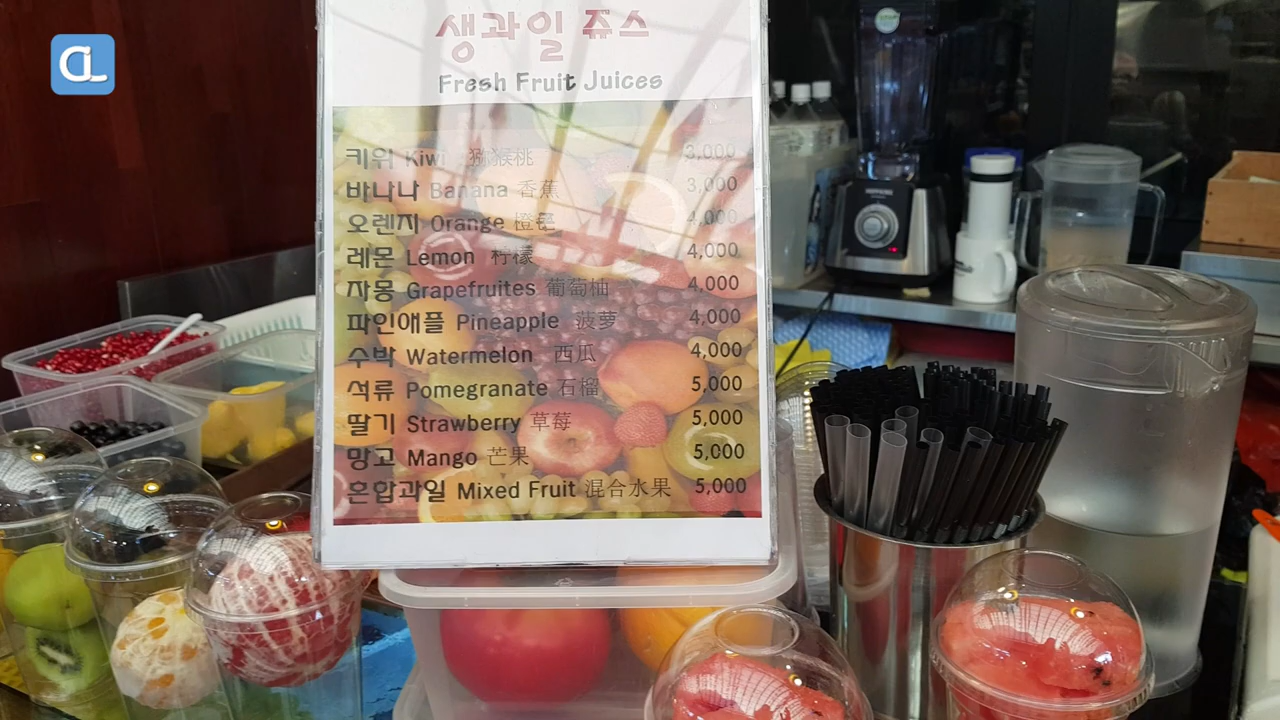 CL
생과일 쥬스
Fresh Fruit Juices
키위 Kiwi 猕猴桃 3,000
바나나 Banana 香蕉 3,000
오렌지 Orange 橙 4,000
레몬 Lemon 柠檬 4,000
자몽 Grapefruites 葡萄柚 4,000
파인애플 Pineapple 菠萝 4,000
수박 Watermelon 西瓜 4,000
석류 Pomegranate 石榴 5,000
딸기 Strawberry 草莓 5,000
망고 Mango 芒果 5,000
혼합과일 Mixed Fruit 混合水果 5,000